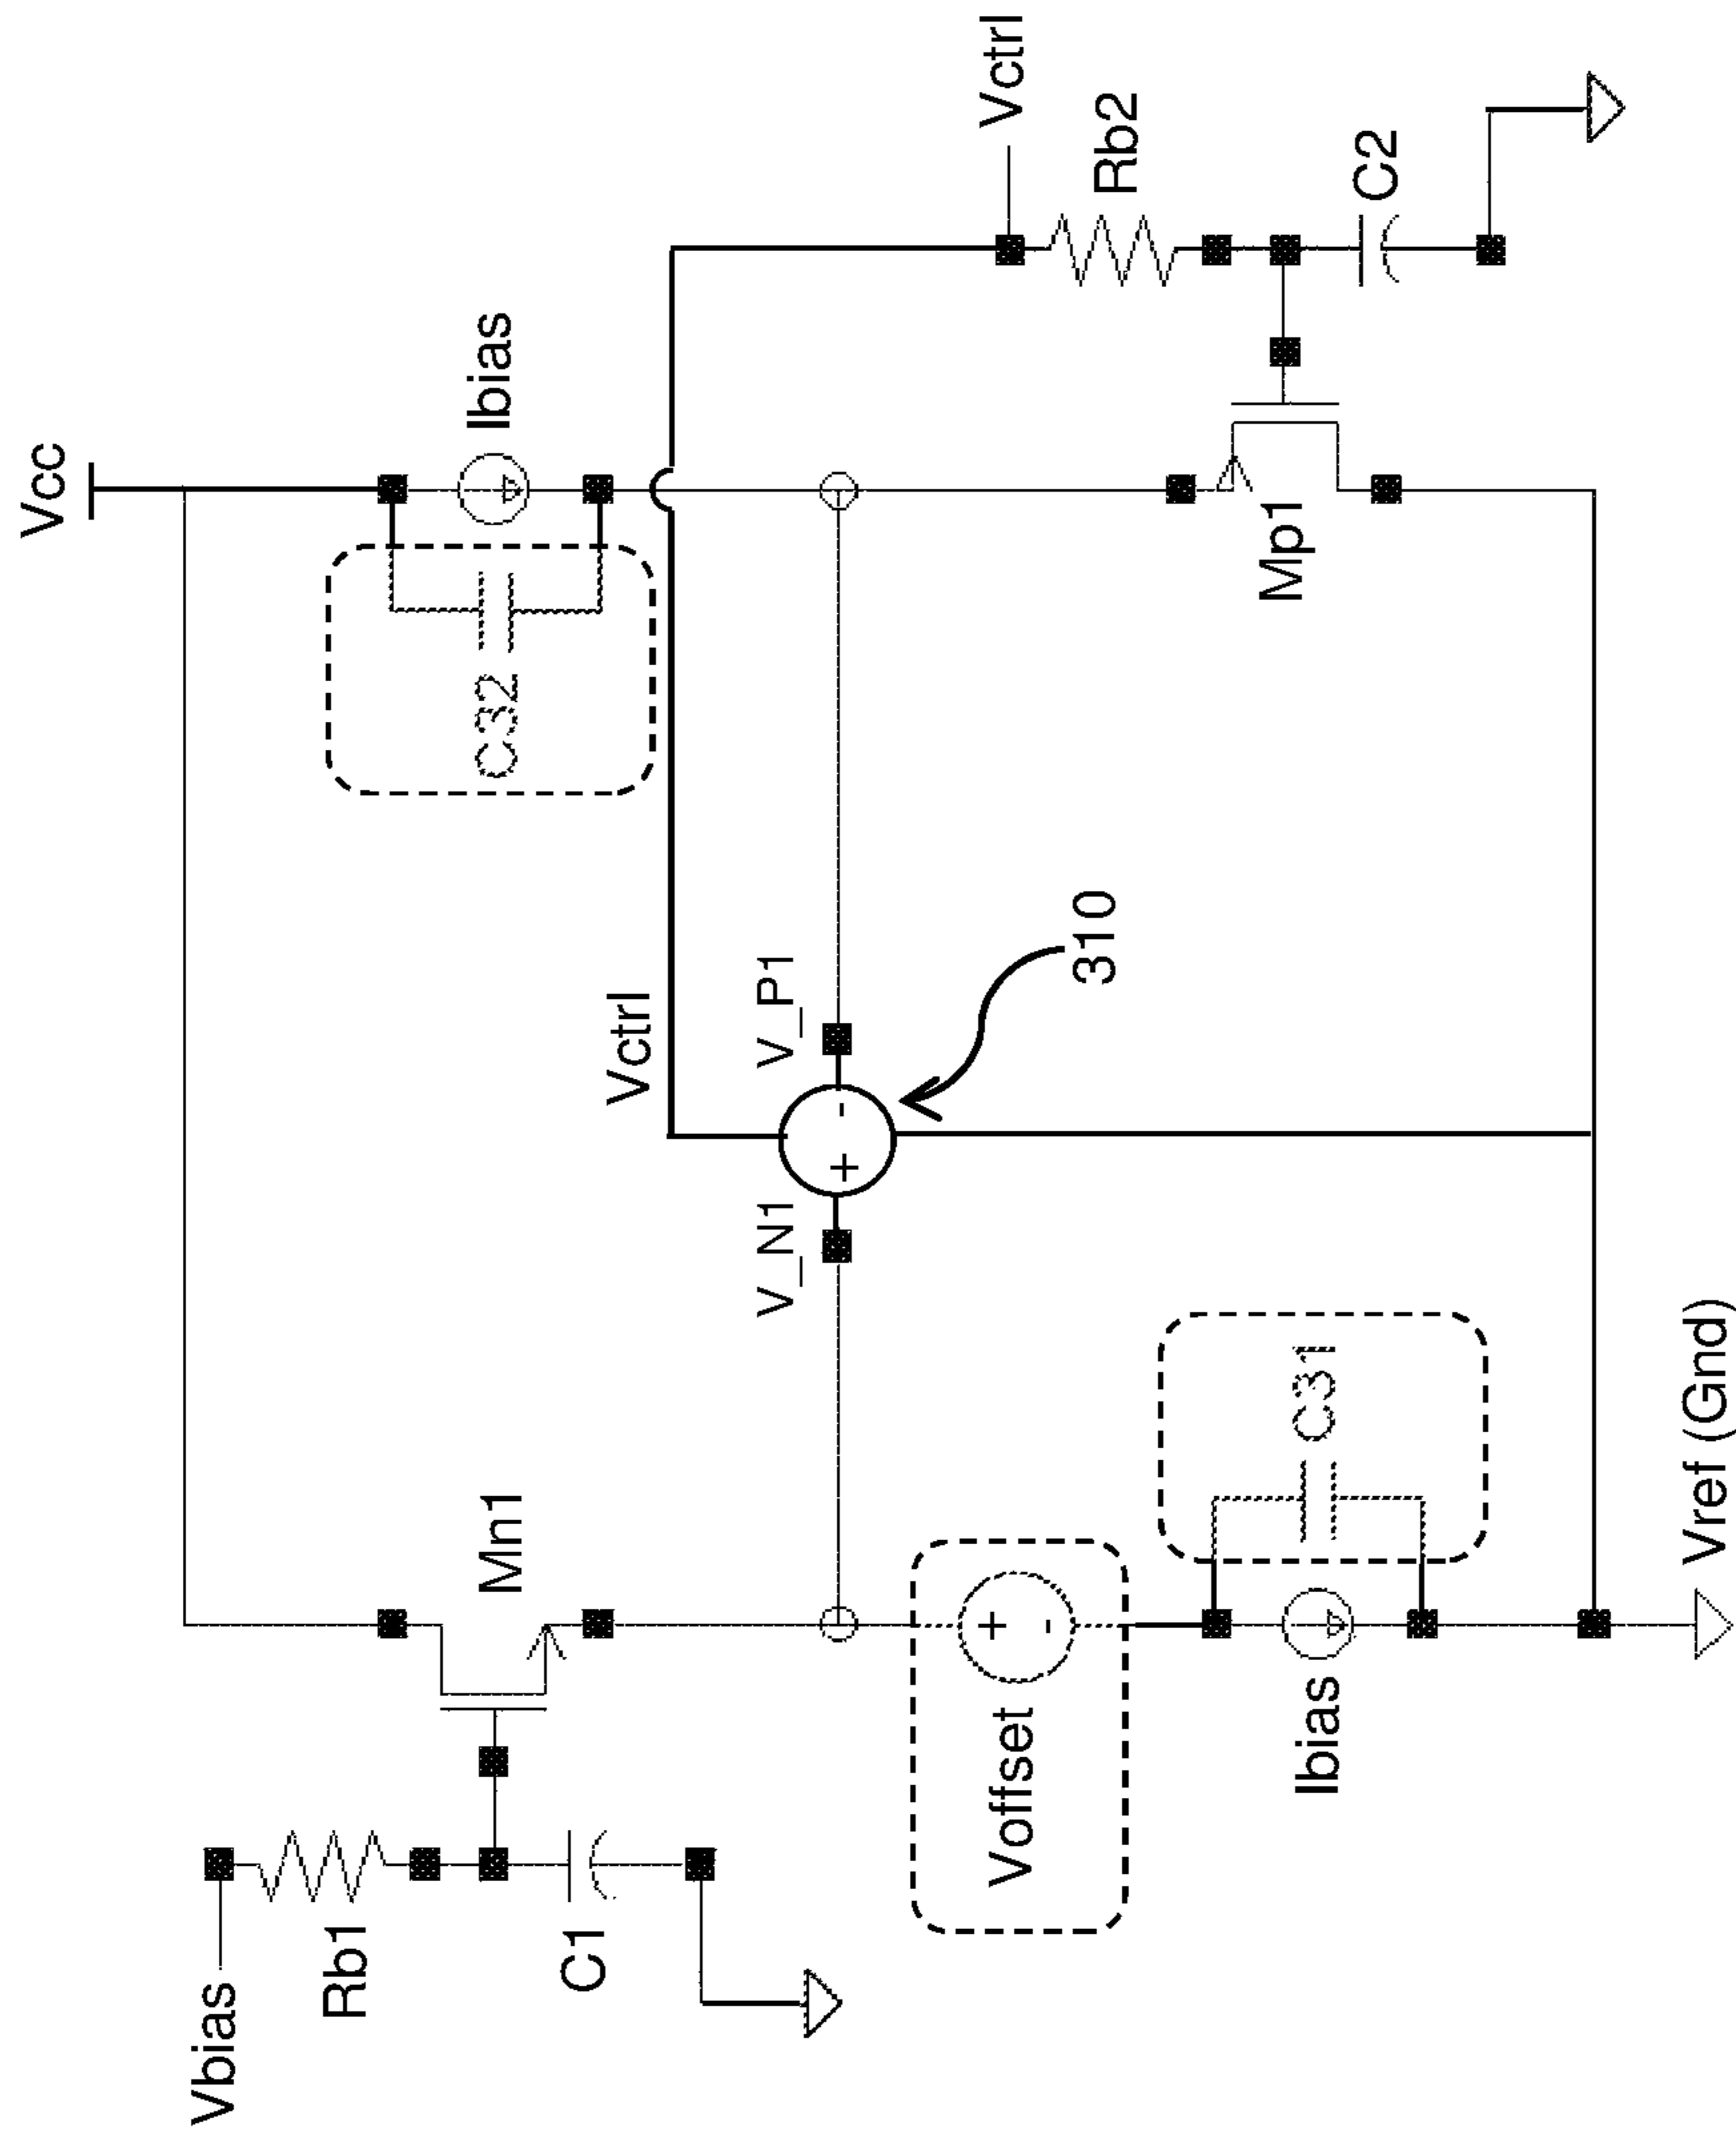 Vcc
Vbias
Rb1
C1
Mn1
C32
Ibias
Vctrl
Vctrl
Rb2
C2
V_N1
V_P1
+
-
310
Voffset
+
-
Ibias
C31
Mp1
Vref (Gnd)